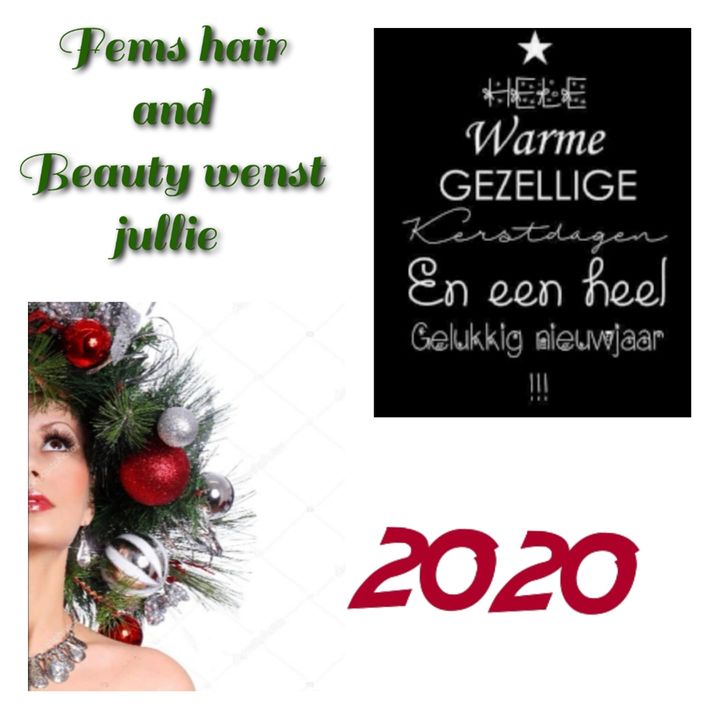 Fems hair
and
Beauty wenst
jullie
HELE
Warme
GEZELLIGE
Kerstdagen
En een heel
Gelukkig nieuwjaar
!!!
2020